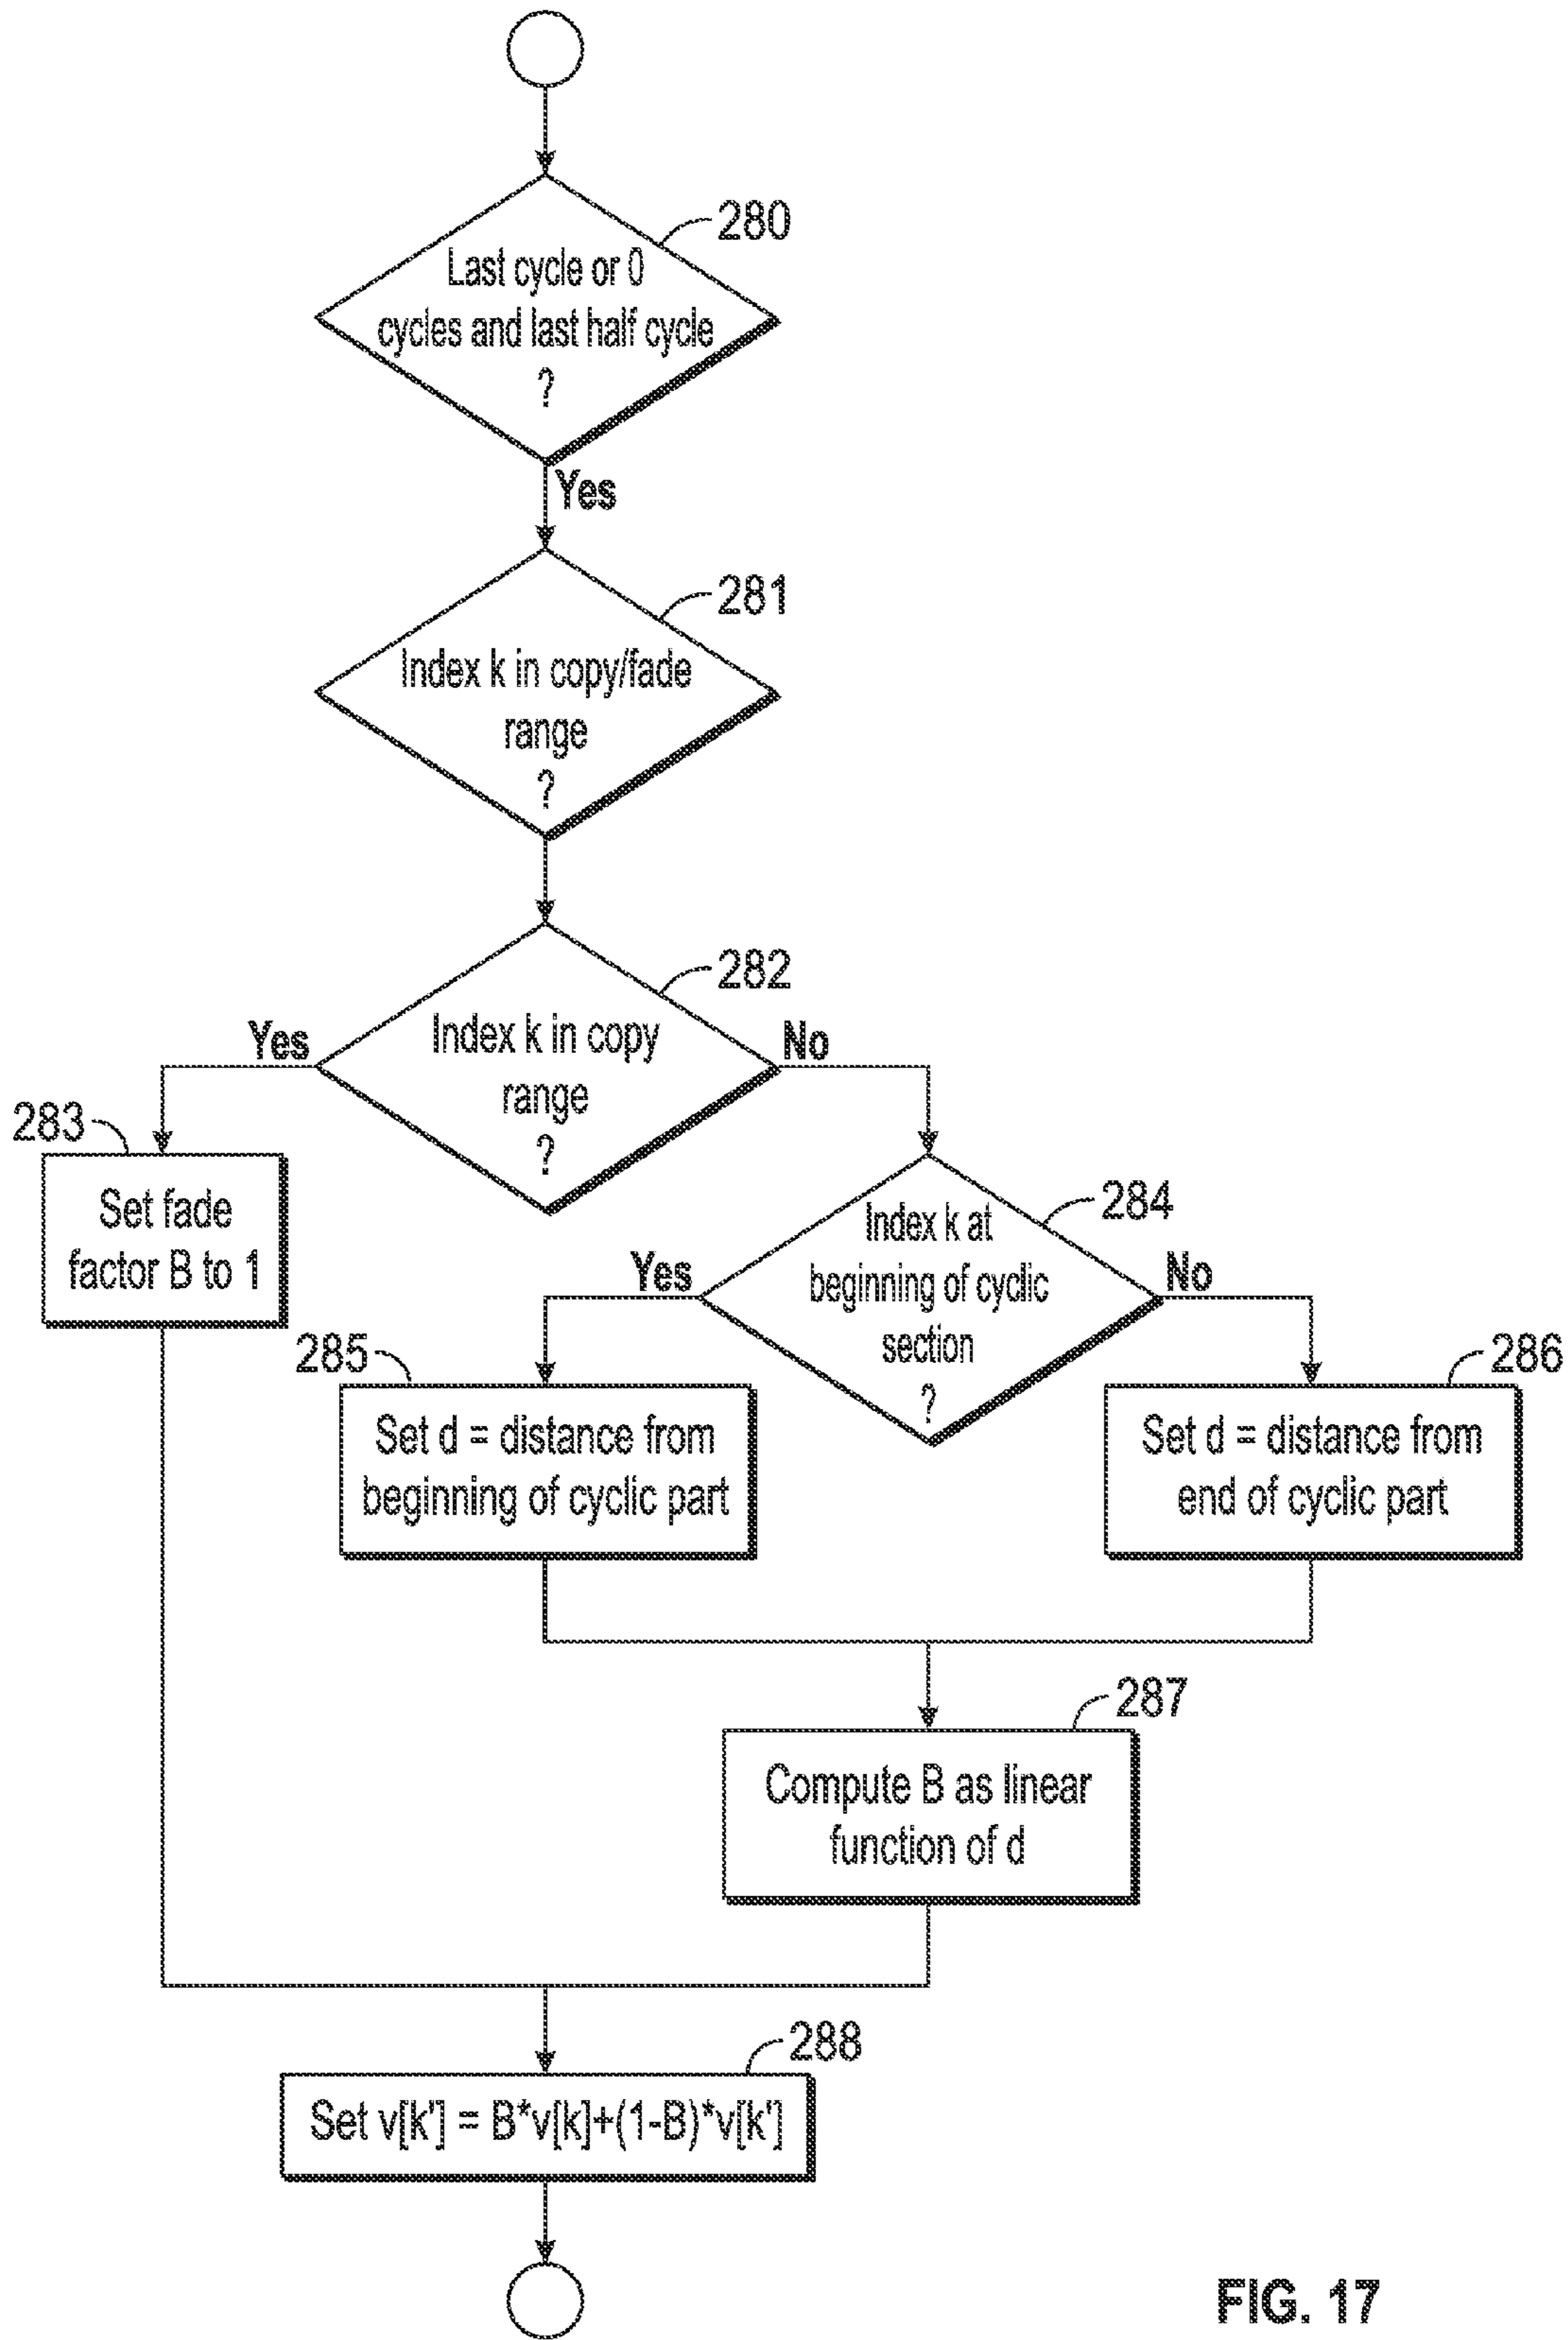 280
Last cycle or 0
cycles and last half cycle
?
Yes
281
Index k in copy/fade
range
?
282
Yes
Index k in copy
range
?
No
283
Set fade
factor B to 1
284
Index k at
beginning of cyclic
section
?
Yes
No
285
Set d = distance from
beginning of cyclic part
286
Set d = distance from
end of cyclic part
287
Compute B as linear
function of d
288
Set v[k'] = B*v[k]+(1-B)*v[k']
FIG. 17